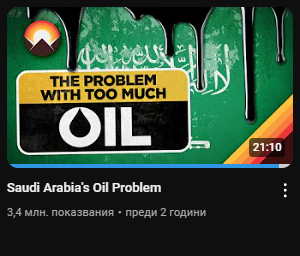 THE PROBLEM
WITH TOO MUCH
OIL
21:10
Saudi Arabia's Oil Problem
3,4 млн. показвания • преди 2 години